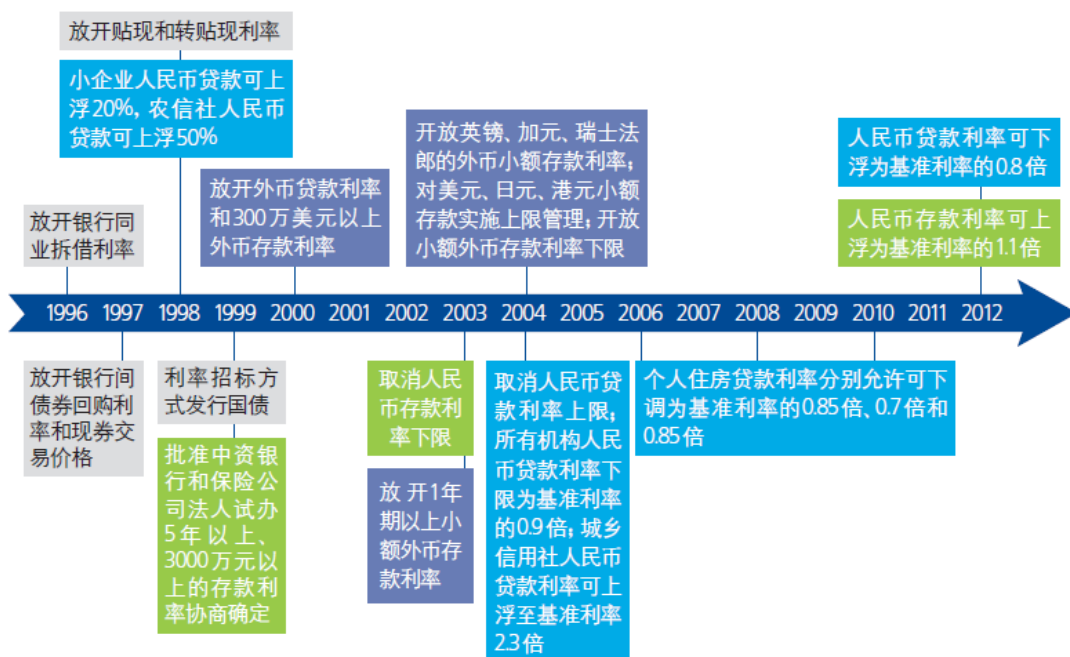 放开贴现和转贴现利率
小企业人民币贷款可上
浮20%，农信社人民币
贷款可上浮50%
放开银行同
业拆借利率
放开外币贷款利率
和300万美元以上
外币存款利率
开放英镑、加元、瑞士法
郎的外币小额存款利率；
对美元、日元、港元小额
存款实施上限管理；开放
小额外币存款利率下限
人民币贷款利率可下
浮为基准利率的0.8倍
人民币存款利率可上
浮为基准利率的1.1倍
1996 1997 1998 1999 2000 2001 2002 2003 2004 2005 2006 2007 2008 2009 2010 2011 2012
放开银行间
债券回购利
率和现券交
易价格
利率招标方
式发行国债
批准中资银
行和保险公
司法人试办
5年以上、
3000万元以
上的存款利
率协商确定
取消人民
币存款利
率下限
放开1年
期以上小
额外币存
款利率
取消人民币贷
款利率上限；
所有机构人民
币贷款利率下
限为基准利率
的0.9倍；城乡
信用社人民币
贷款利率可上
浮至基准利率
2.3倍
个人住房贷款利率分别允许可下
调为基准利率的0.85倍、0.7倍和
0.85倍